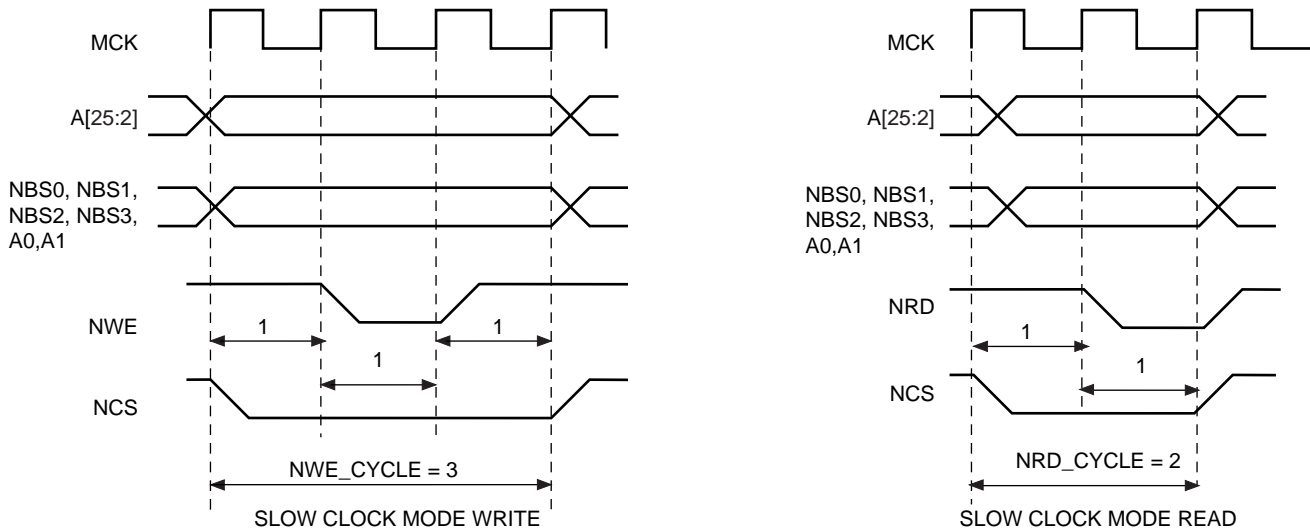 MCK
A[25:2]
NBS0, NBS1,
NBS2, NBS3,
A0,A1
NWE
1
1
1
NCS
NWE_CYCLE = 3
SLOW CLOCK MODE WRITE
MCK
A[25:2]
NBS0, NBS1,
NBS2, NBS3,
A0,A1
NRD
1
1
NCS
NRD_CYCLE = 2
SLOW CLOCK MODE READ